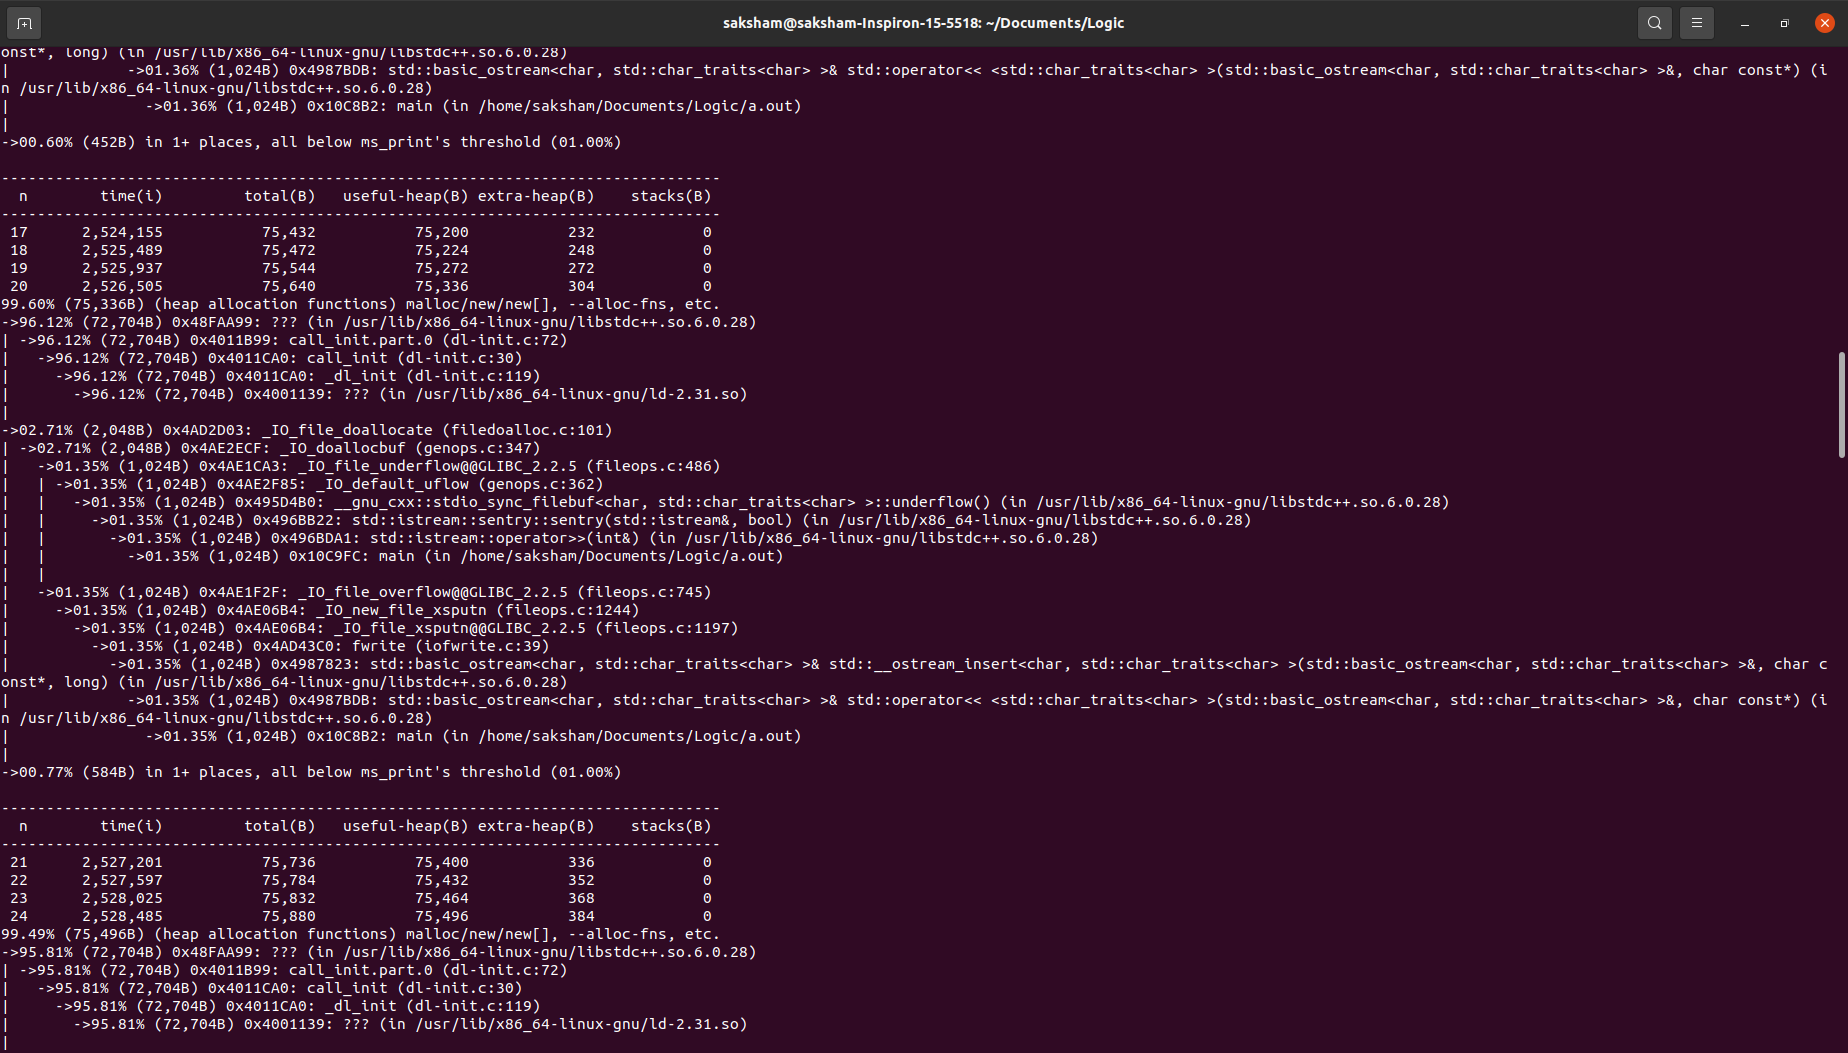 saksham@saksham-Inspiron-15-5518: ~/Documents/Logic
onst*, long) (in /usr/lib/x86_64-linux-gnu/libstdc++.so.6.0.28)
|             ->01.36% (1,024B) 0x4987BDB: std::basic_ostream<char, std::char_traits<char> >& std::operator<< <std::char_traits<char> >(std::basic_ostream<char, std::char_traits<char> >&, char const*) (i
n /usr/lib/x86_64-linux-gnu/libstdc++.so.6.0.28)
|               ->01.36% (1,024B) 0x10C8B2: main (in /home/saksham/Documents/Logic/a.out)
|
->00.60% (452B) in 1+ places, all below ms_print's threshold (01.00%)
--------------------------------------------------------------------------------
  n        time(i)         total(B)   useful-heap(B) extra-heap(B)    stacks(B)
--------------------------------------------------------------------------------
 17      2,524,155           75,432           75,200           232            0
 18      2,525,489           75,472           75,224           248            0
 19      2,525,937           75,544           75,272           272            0
 20      2,526,505           75,640           75,336           304            0
99.60% (75,336B) (heap allocation functions) malloc/new/new[], --alloc-fns, etc.
->96.12% (72,704B) 0x48FAA99: ??? (in /usr/lib/x86_64-linux-gnu/libstdc++.so.6.0.28)
| ->96.12% (72,704B) 0x4011B99: call_init.part.0 (dl-init.c:72)
|   ->96.12% (72,704B) 0x4011CA0: call_init (dl-init.c:30)
|     ->96.12% (72,704B) 0x4011CA0: _dl_init (dl-init.c:119)
|       ->96.12% (72,704B) 0x4001139: ??? (in /usr/lib/x86_64-linux-gnu/ld-2.31.so)
|
->02.71% (2,048B) 0x4AD2D03: _IO_file_doallocate (filedoalloc.c:101)
| ->02.71% (2,048B) 0x4AE2ECF: _IO_doallocbuf (genops.c:347)
|   ->01.35% (1,024B) 0x4AE1CA3: _IO_file_underflow@@GLIBC_2.2.5 (fileops.c:486)
|   | ->01.35% (1,024B) 0x4AE2F85: _IO_default_uflow (genops.c:362)
|   |   ->01.35% (1,024B) 0x495D4B0: __gnu_cxx::stdio_sync_filebuf<char, std::char_traits<char> >::underflow() (in /usr/lib/x86_64-linux-gnu/libstdc++.so.6.0.28)
|   |     ->01.35% (1,024B) 0x496BB22: std::istream::sentry::sentry(std::istream&, bool) (in /usr/lib/x86_64-linux-gnu/libstdc++.so.6.0.28)
|   |       ->01.35% (1,024B) 0x496BDA1: std::istream::operator>>(int&) (in /usr/lib/x86_64-linux-gnu/libstdc++.so.6.0.28)
|   |         ->01.35% (1,024B) 0x10C9FC: main (in /home/saksham/Documents/Logic/a.out)
|   |
|   ->01.35% (1,024B) 0x4AE1F2F: _IO_file_overflow@@GLIBC_2.2.5 (fileops.c:745)
|     ->01.35% (1,024B) 0x4AE06B4: _IO_new_file_xsputn (fileops.c:1244)
|       ->01.35% (1,024B) 0x4AE06B4: _IO_file_xsputn@@GLIBC_2.2.5 (fileops.c:1197)
|         ->01.35% (1,024B) 0x4AD43C0: fwrite (iofwrite.c:39)
|           ->01.35% (1,024B) 0x4987823: std::basic_ostream<char, std::char_traits<char> >& std::__ostream_insert<char, std::char_traits<char> >(std::basic_ostream<char, std::char_traits<char> >&, char c
onst*, long) (in /usr/lib/x86_64-linux-gnu/libstdc++.so.6.0.28)
|             ->01.35% (1,024B) 0x4987BDB: std::basic_ostream<char, std::char_traits<char> >& std::operator<< <std::char_traits<char> >(std::basic_ostream<char, std::char_traits<char> >&, char const*) (i
n /usr/lib/x86_64-linux-gnu/libstdc++.so.6.0.28)
|               ->01.35% (1,024B) 0x10C8B2: main (in /home/saksham/Documents/Logic/a.out)
|
->00.77% (584B) in 1+ places, all below ms_print's threshold (01.00%)
--------------------------------------------------------------------------------
  n        time(i)         total(B)   useful-heap(B) extra-heap(B)    stacks(B)
--------------------------------------------------------------------------------
 21      2,527,201           75,736           75,400           336            0
 22      2,527,597           75,784           75,432           352            0
 23      2,528,025           75,832           75,464           368            0
 24      2,528,485           75,880           75,496           384            0
99.49% (75,496B) (heap allocation functions) malloc/new/new[], --alloc-fns, etc.
->95.81% (72,704B) 0x48FAA99: ??? (in /usr/lib/x86_64-linux-gnu/libstdc++.so.6.0.28)
| ->95.81% (72,704B) 0x4011B99: call_init.part.0 (dl-init.c:72)
|   ->95.81% (72,704B) 0x4011CA0: call_init (dl-init.c:30)
|     ->95.81% (72,704B) 0x4011CA0: _dl_init (dl-init.c:119)
|       ->95.81% (72,704B) 0x4001139: ??? (in /usr/lib/x86_64-linux-gnu/ld-2.31.so)
|